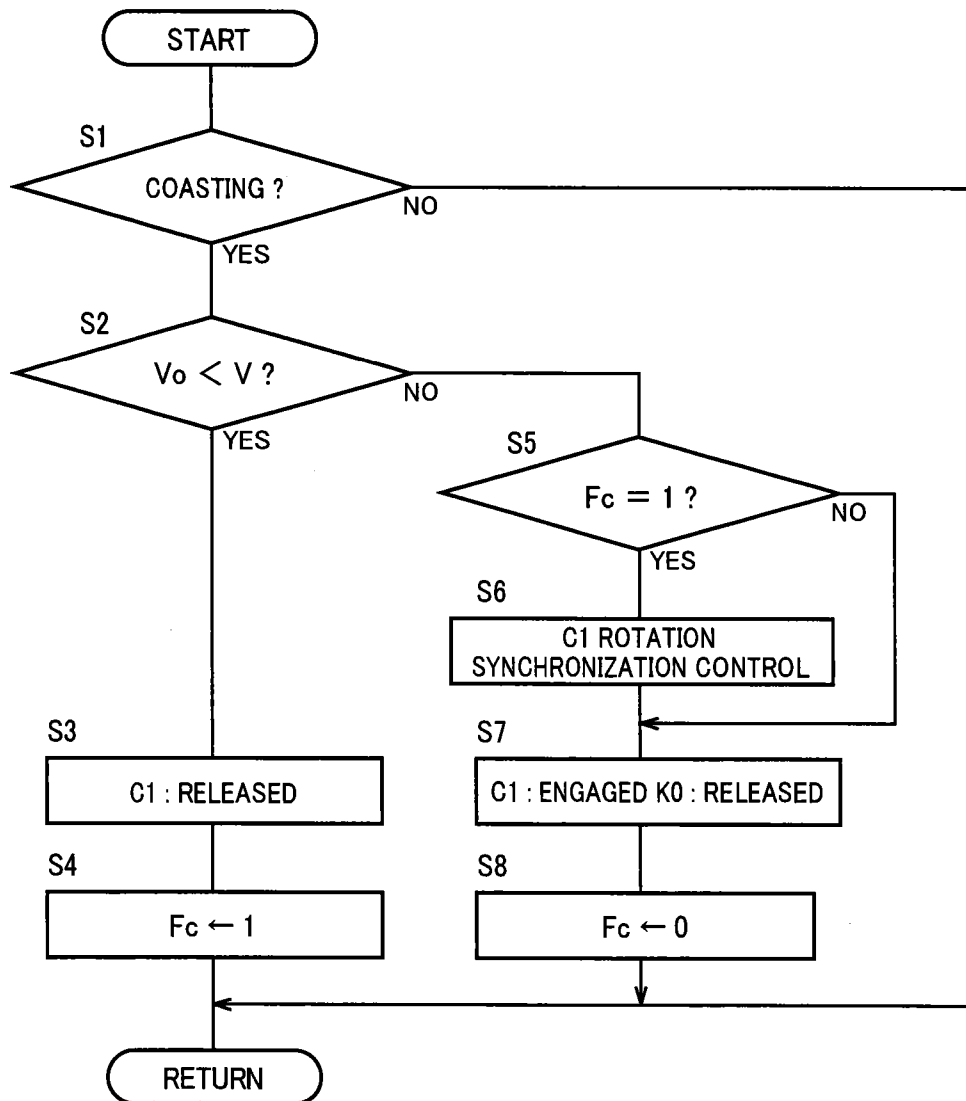 START
S1
COASTING ?
NO
YES
S2
Vo < V ?
NO
YES
S5
Fc = 1 ?
NO
YES
S6
C1 ROTATION
SYNCHRONIZATION CONTROL
S3
C1 : RELEASED
S7
C1 : ENGAGED K0 : RELEASED
S4
Fc ← 1
S8
Fc ← 0
RETURN